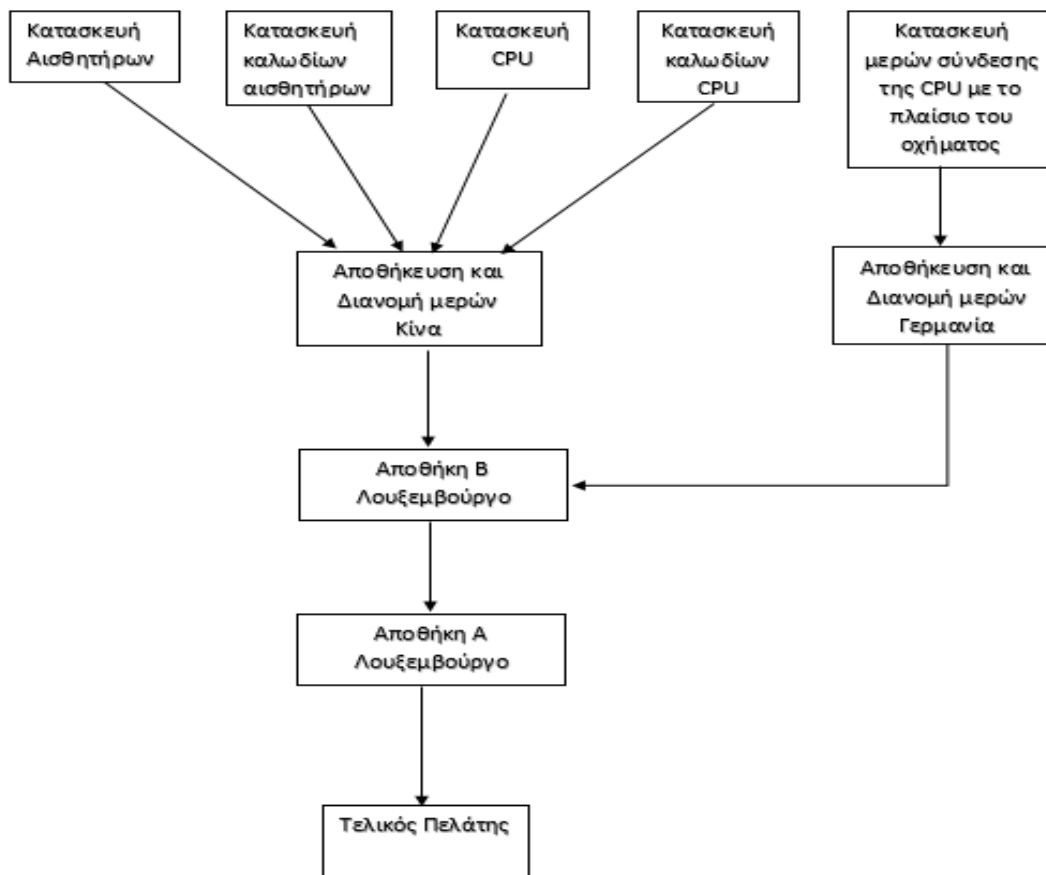 Κατασκευή
Αισθητήρων
Κατασκευή
καλωδίων
αισθητήρων
Κατασκευή
CPU
Κατασκευή
καλωδίων
CPU
Κατασκευή
μερών σύνδεσης
της CPU με το
πλαίσιο του
οχήματος
Αποθήκευση και
Διανομή μερών
Κίνα
Αποθήκευση και
Διανομή μερών
Γερμανία
Αποθήκη Β
Λουξεμβούργο
Αποθήκη Α
Λουξεμβούργο
Τελικός Πελάτης